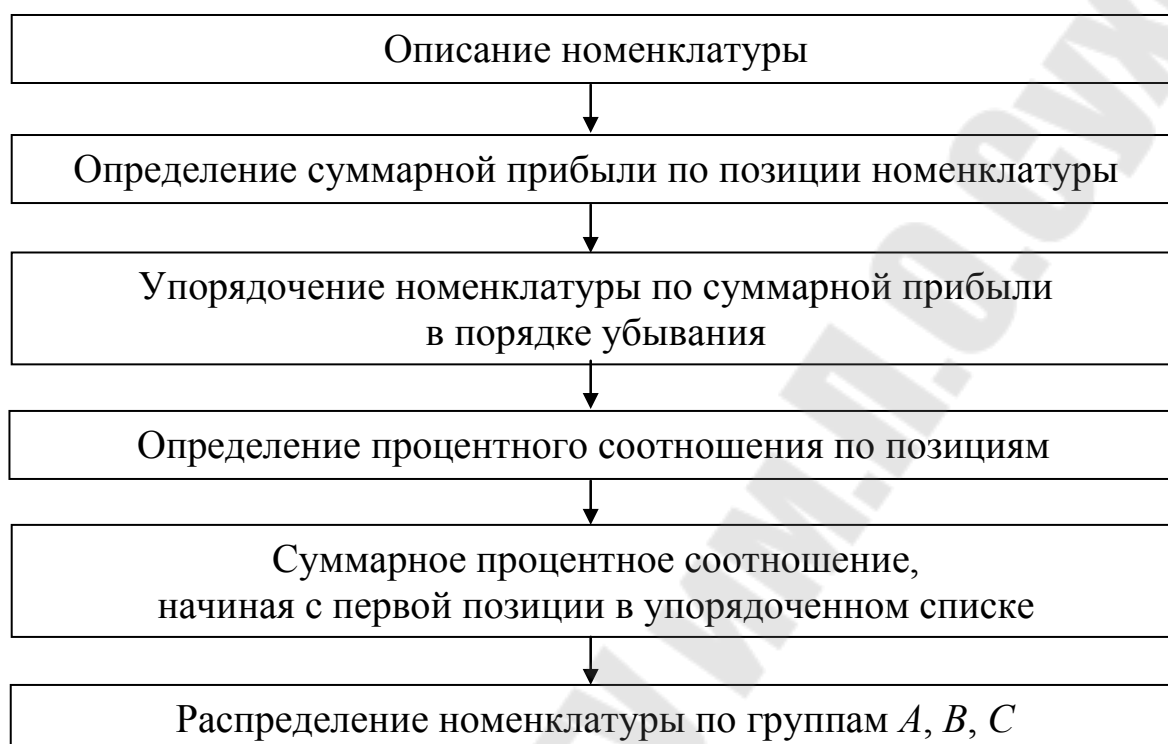 Описание номенклатуры
Определение суммарной прибыли по позиции номенклатуры
Упорядочение номенклатуры по суммарной прибыли
в порядке убывания
Определение процентного соотношения по позициям
Суммарное процентное соотношение,
начиная с первой позиции в упорядоченном списке
Распределение номенклатуры по группам A, B, C